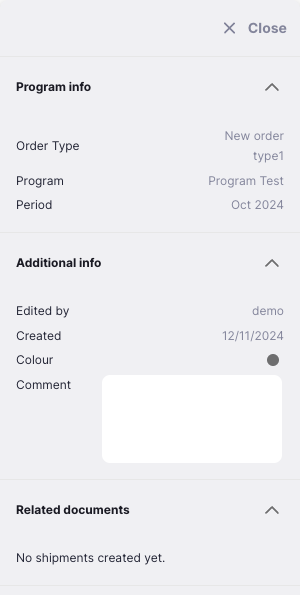 Close
Program info
Order Type
New order
type1
Program Program Test
Period Oct 2024
Additional info
Edited by demo
Created 12/11/2024
Colour
Comment
Related documents
No shipments created yet.